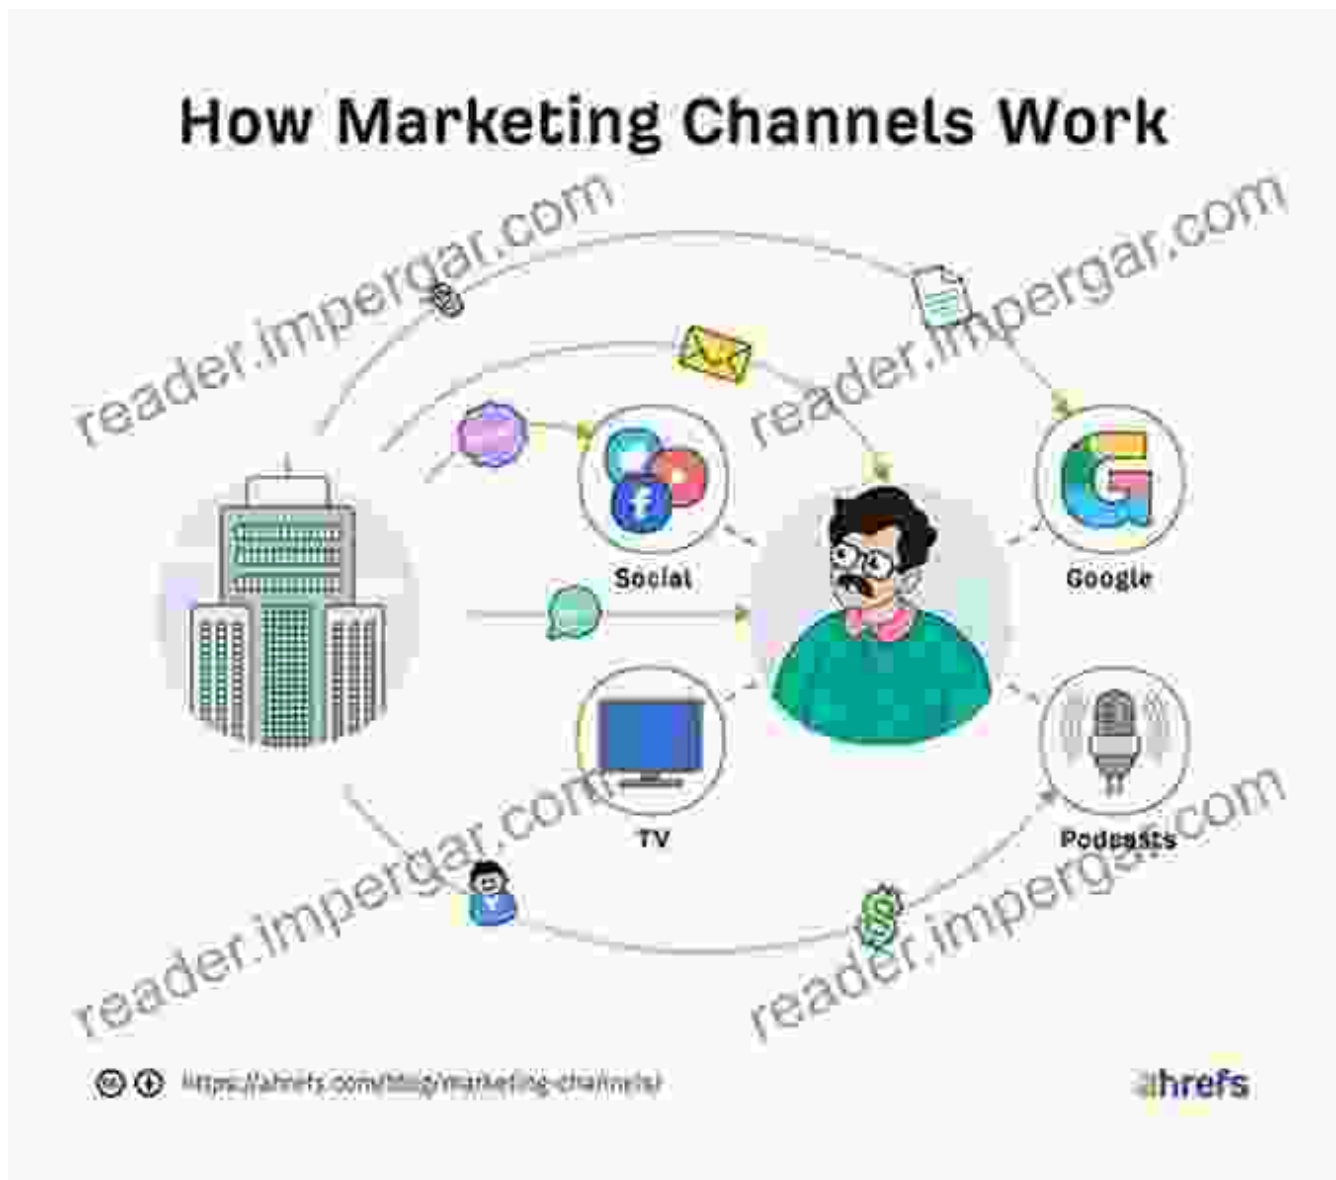 How Marketing Channels Work
reader.impergar.com
reader.impergar.com
Social
Google
TV
Podcasts
reader.impergar.com
reader.impergar.com
https://ahrefs.com/blog/marketing-channels/
ahrefs